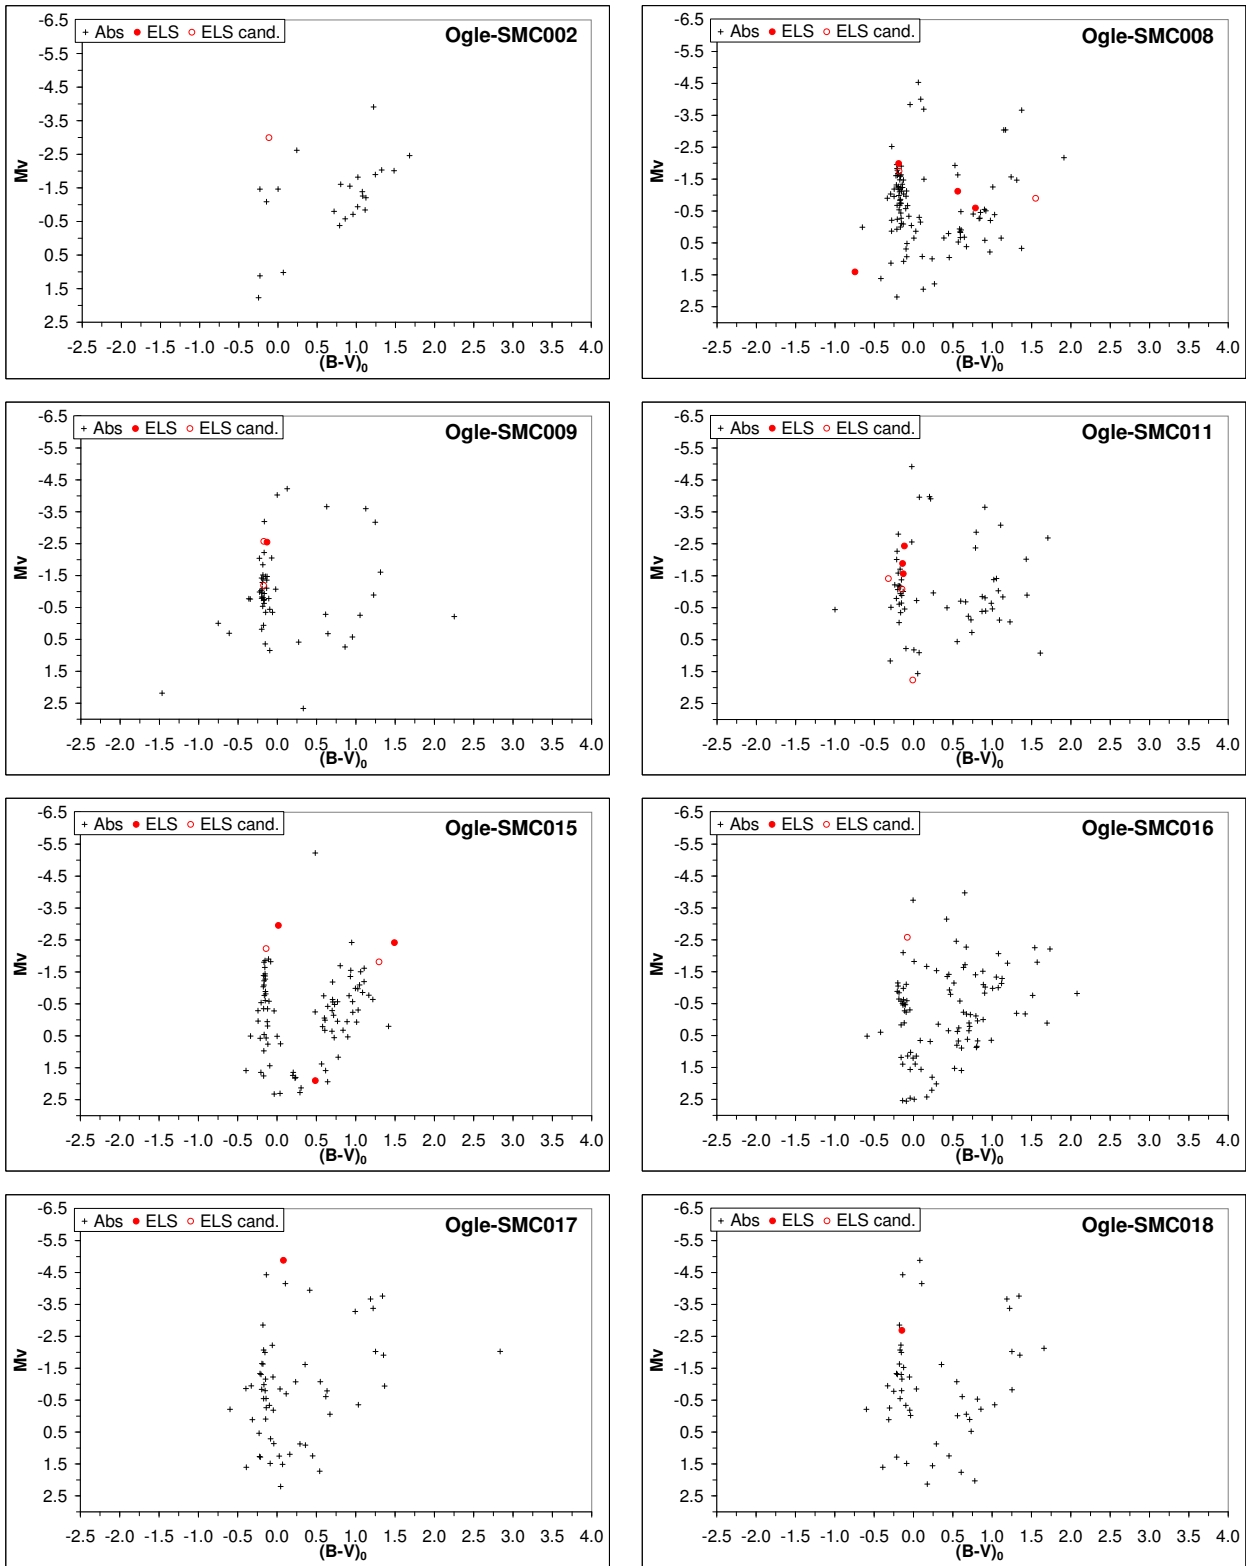 + Abs ● ELS ○ ELS cand. Ogle-SMC002
-6.5
-5.5
-4.5
-3.5
-2.5
-1.5
-0.5
0.5
1.5
2.5
Mv
-2.5 -2.0 -1.5 -1.0 -0.5 0.0 0.5 1.0 1.5 2.0 2.5 3.0 3.5 4.0
(B-V)₀
+ Abs ● ELS ○ ELS cand. Ogle-SMC008
-6.5
-5.5
-4.5
-3.5
-2.5
-1.5
-0.5
0.5
1.5
2.5
Mv
-2.5 -2.0 -1.5 -1.0 -0.5 0.0 0.5 1.0 1.5 2.0 2.5 3.0 3.5 4.0
(B-V)₀
+ Abs ● ELS ○ ELS cand. Ogle-SMC009
-6.5
-5.5
-4.5
-3.5
-2.5
-1.5
-0.5
0.5
1.5
2.5
Mv
-2.5 -2.0 -1.5 -1.0 -0.5 0.0 0.5 1.0 1.5 2.0 2.5 3.0 3.5 4.0
(B-V)₀
+ Abs ● ELS ○ ELS cand. Ogle-SMC011
-6.5
-5.5
-4.5
-3.5
-2.5
-1.5
-0.5
0.5
1.5
2.5
Mv
-2.5 -2.0 -1.5 -1.0 -0.5 0.0 0.5 1.0 1.5 2.0 2.5 3.0 3.5 4.0
(B-V)₀
+ Abs ● ELS ○ ELS cand. Ogle-SMC015
-6.5
-5.5
-4.5
-3.5
-2.5
-1.5
-0.5
0.5
1.5
2.5
Mv
-2.5 -2.0 -1.5 -1.0 -0.5 0.0 0.5 1.0 1.5 2.0 2.5 3.0 3.5 4.0
(B-V)₀
+ Abs ● ELS ○ ELS cand. Ogle-SMC016
-6.5
-5.5
-4.5
-3.5
-2.5
-1.5
-0.5
0.5
1.5
2.5
Mv
-2.5 -2.0 -1.5 -1.0 -0.5 0.0 0.5 1.0 1.5 2.0 2.5 3.0 3.5 4.0
(B-V)₀
+ Abs ● ELS ○ ELS cand. Ogle-SMC017
-6.5
-5.5
-4.5
-3.5
-2.5
-1.5
-0.5
0.5
1.5
2.5
Mv
-2.5 -2.0 -1.5 -1.0 -0.5 0.0 0.5 1.0 1.5 2.0 2.5 3.0 3.5 4.0
(B-V)₀
+ Abs ● ELS ○ ELS cand. Ogle-SMC018
-6.5
-5.5
-4.5
-3.5
-2.5
-1.5
-0.5
0.5
1.5
2.5
Mv
-2.5 -2.0 -1.5 -1.0 -0.5 0.0 0.5 1.0 1.5 2.0 2.5 3.0 3.5 4.0
(B-V)₀